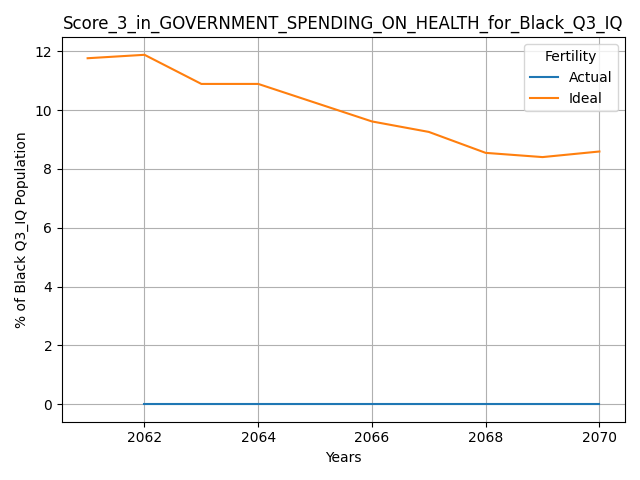 Score_3_in_GOVERNMENT_SPENDING_ON_HEALTH_for_Black_Q3_IQ
Fertility
Actual
Ideal
% of Black Q3_IQ Population
12
10
8
6
4
2
0
2062
2064
2066
2068
2070
Years